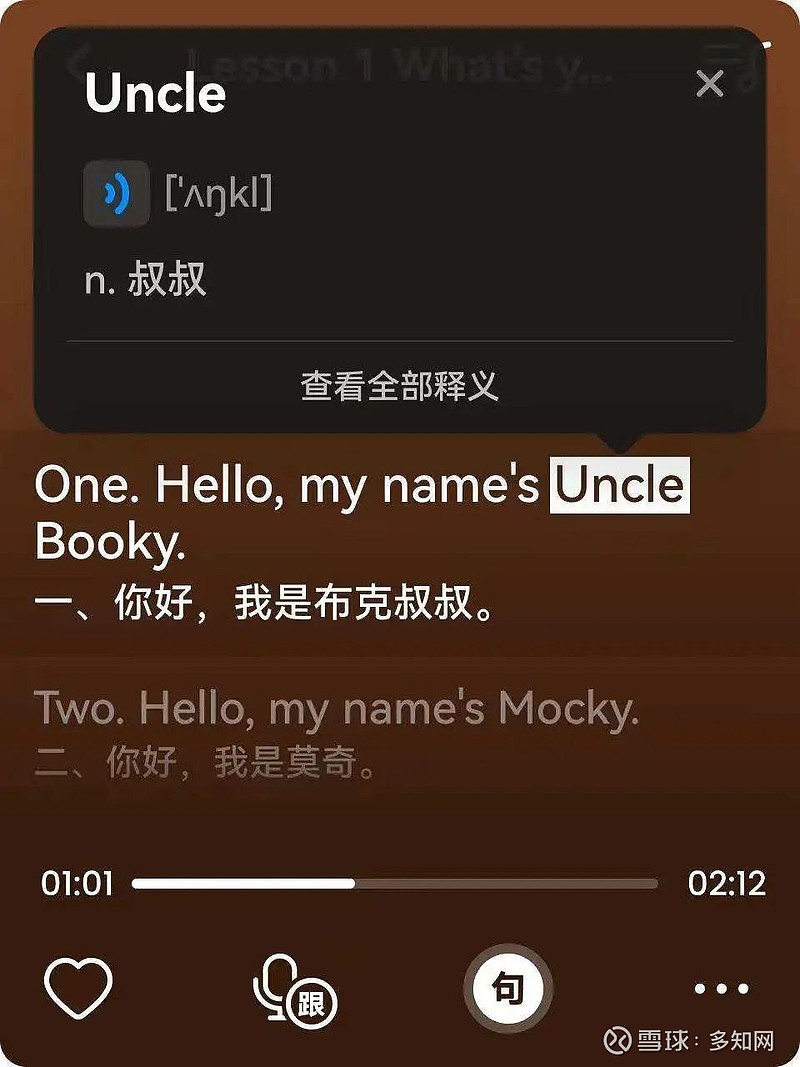 Lesson 1 What's y...
Uncle
['ʌŋkl]
n. 叔叔
查看全部释义
One. Hello, my name's Uncle
Booky.
一、你好，我是布克叔叔。
Two. Hello, my name's Mocky.
二、你好，我是莫奇。
01:01
02:12
跟
句
雪球：多知网